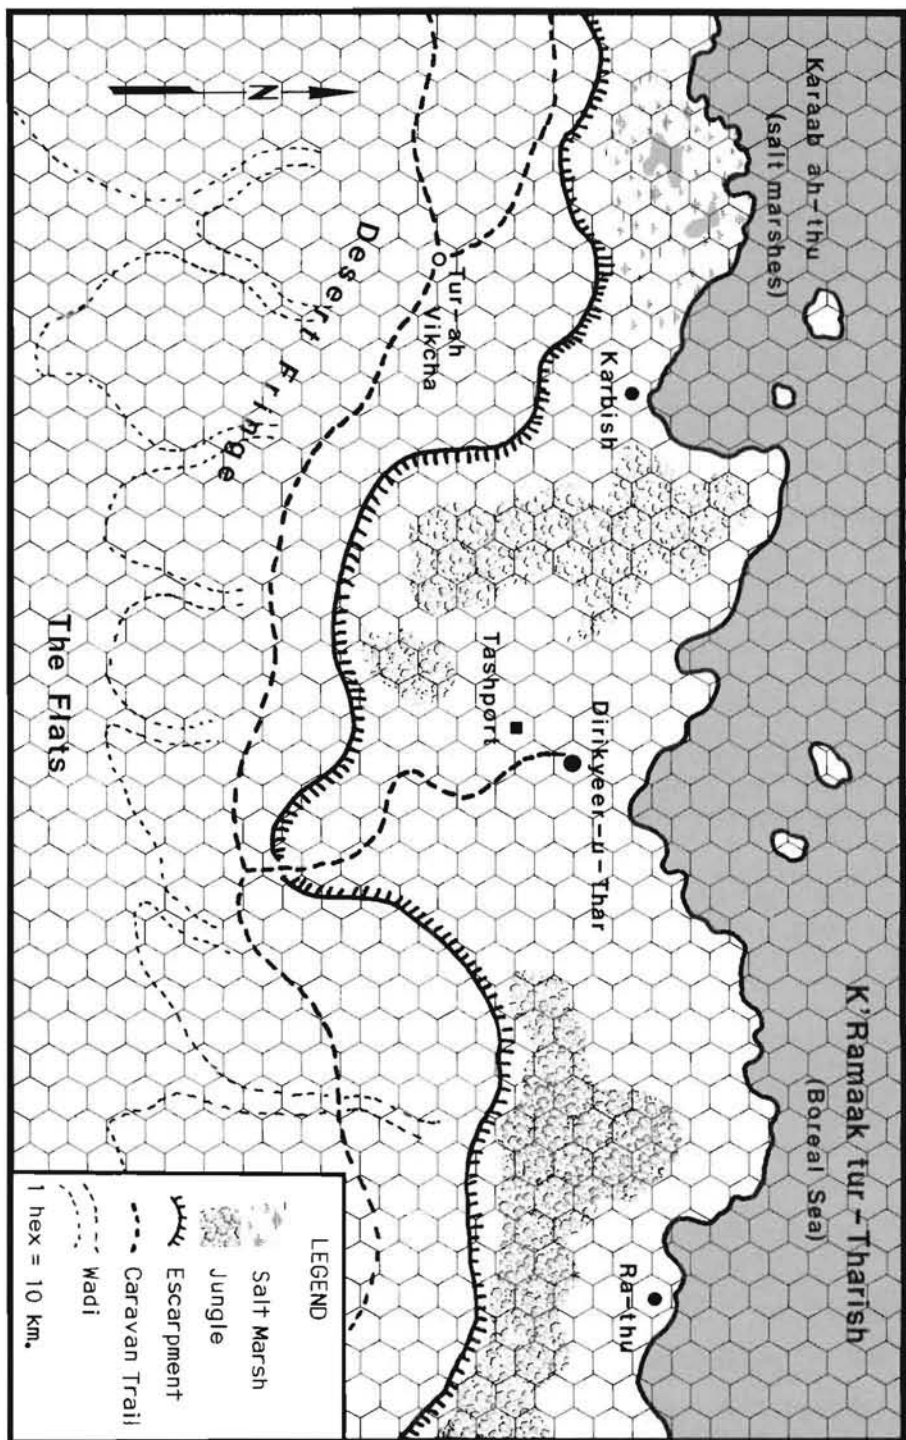 K'Ramaak tur-Tharish
(Boreal Sea)
Karaab ah-thu
(salt marshes)
Ra-thu
Karbish
Dirikyeer-u-Thar
Tashport
Tur-ah
Vikcha
N
Desert Fringe
The Flats
LEGEND
Salt Marsh
Jungle
Escarpment
Caravan Trail
Wadi
1 hex = 10 km.